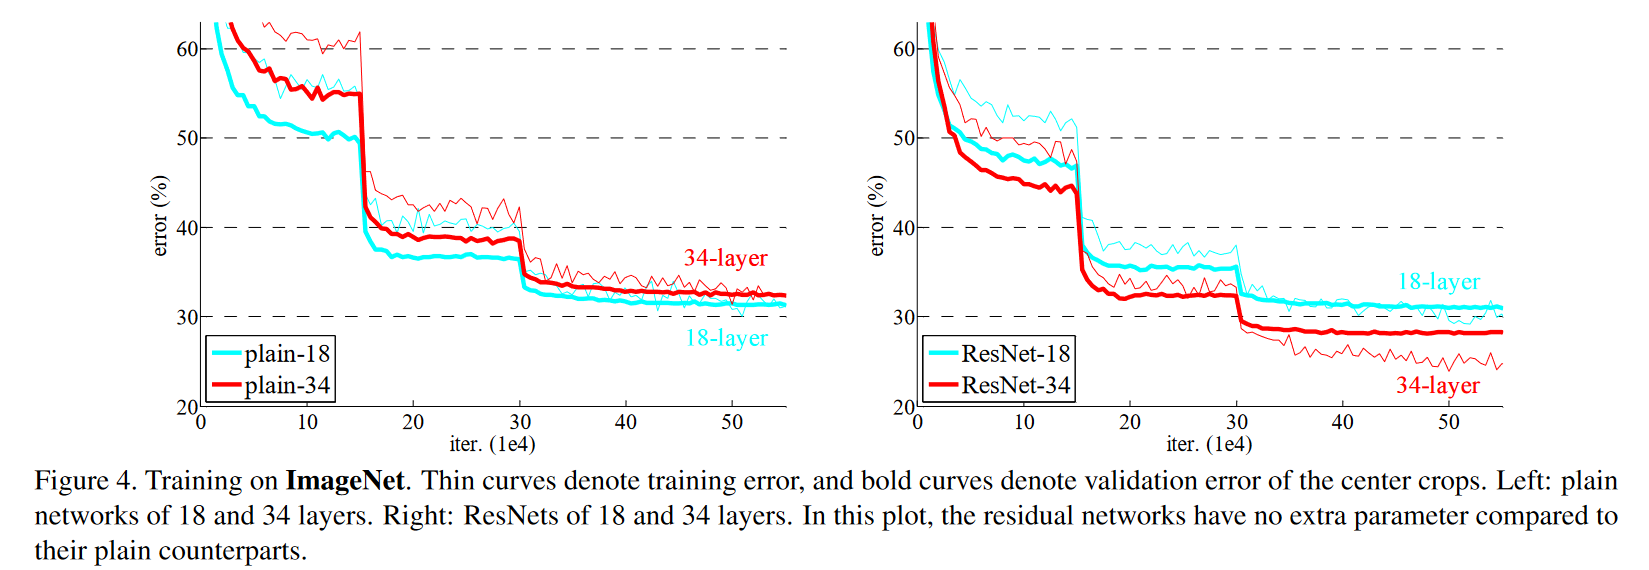 60
50
40
30
20
error (%)
34-layer
18-layer
plain-18
plain-34
0 10 20 30 40 50
iter. (1e4)
60
50
40
30
20
error (%)
18-layer
34-layer
ResNet-18
ResNet-34
0 10 20 30 40 50
iter. (1e4)
Figure 4. Training on ImageNet. Thin curves denote training error, and bold curves denote validation error of the center crops. Left: plain
networks of 18 and 34 layers. Right: ResNets of 18 and 34 layers. In this plot, the residual networks have no extra parameter compared to
their plain counterparts.